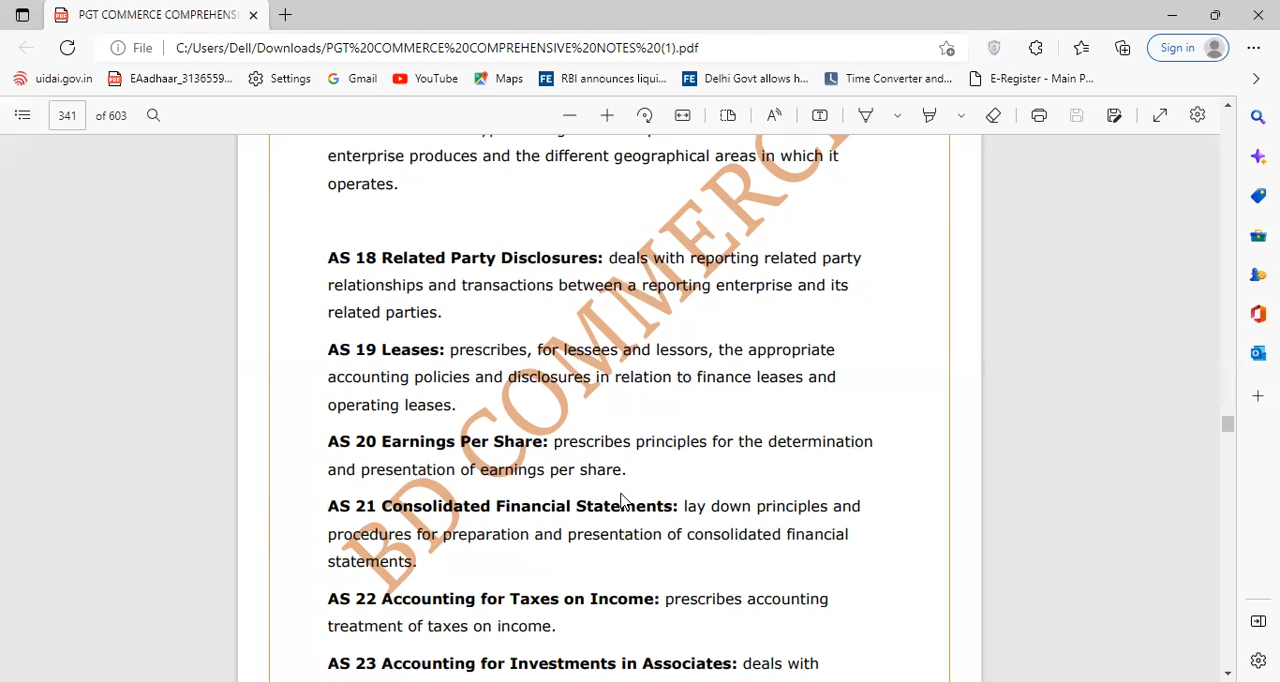 PGT COMMERCE COMPREHENSI
File C:/Users/Dell/Downloads/PGT%20COMMERCE%20COMPREHENSIVE%20NOTES%20(1).pdf Sign in
uidai.gov.in EAadhaar_3136559... Settings Gmail YouTube Maps RBI announces liqui... Delhi Govt allows h... Time Converter and... E-Register - Main P...
341 of 603
enterprise produces and the different geographical areas in which it
operates.
AS 18 Related Party Disclosures: deals with reporting related party
relationships and transactions between a reporting enterprise and its
related parties.
AS 19 Leases: prescribes, for lessees and lessors, the appropriate
accounting policies and disclosures in relation to finance leases and
operating leases.
AS 20 Earnings Per Share: prescribes principles for the determination
and presentation of earnings per share.
AS 21 Consolidated Financial Statements: lay down principles and
procedures for preparation and presentation of consolidated financial
statements.
AS 22 Accounting for Taxes on Income: prescribes accounting
treatment of taxes on income.
AS 23 Accounting for Investments in Associates: deals with
BD COMMERC